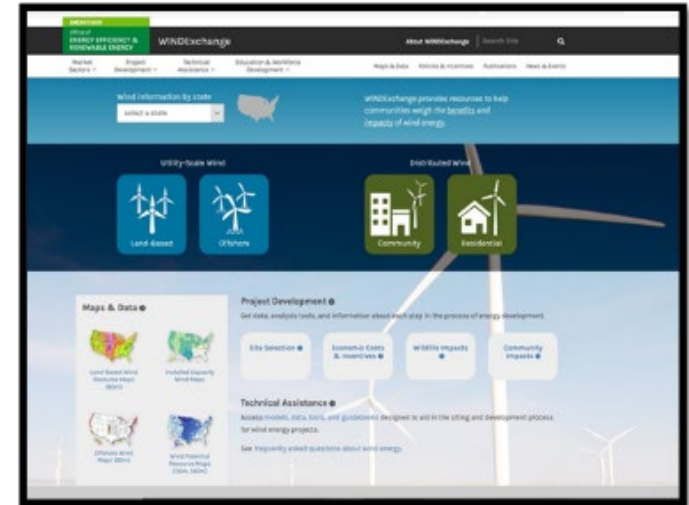 ENERGY.GOV
Office of
ENERGY EFFICIENCY &
RENEWABLE ENERGY
WINDExchange
About WINDExchange
Search Site
Market
Sectors
Project
Development
Technical
Assistance
Education & Workforce
Development
Maps & Data
Policies & Incentives
Publications
News & Events
Wind Information by state
select a state
WINDExchange provides resources to help
communities weigh the benefits and
impacts of wind energy.
Utility-Scale Wind
Distributed Wind
Land-Based
Offshore
Community
Residential
Maps & Data
Land Based Wind
Resource Maps
(80m)
Installed Capacity
Wind Maps
Offshore Wind
Maps (90m)
Wind Potential
Resource Maps
Project Development
Get data, analysis tools, and information about each step in the process of energy development.
Site Selection
Economic Costs
& Incentives
Wildlife Impacts
Community
Impacts
Technical Assistance
Access models, data, tools, and guidelines designed to aid in the siting and development process
for wind energy projects.
See frequently asked questions about wind energy.